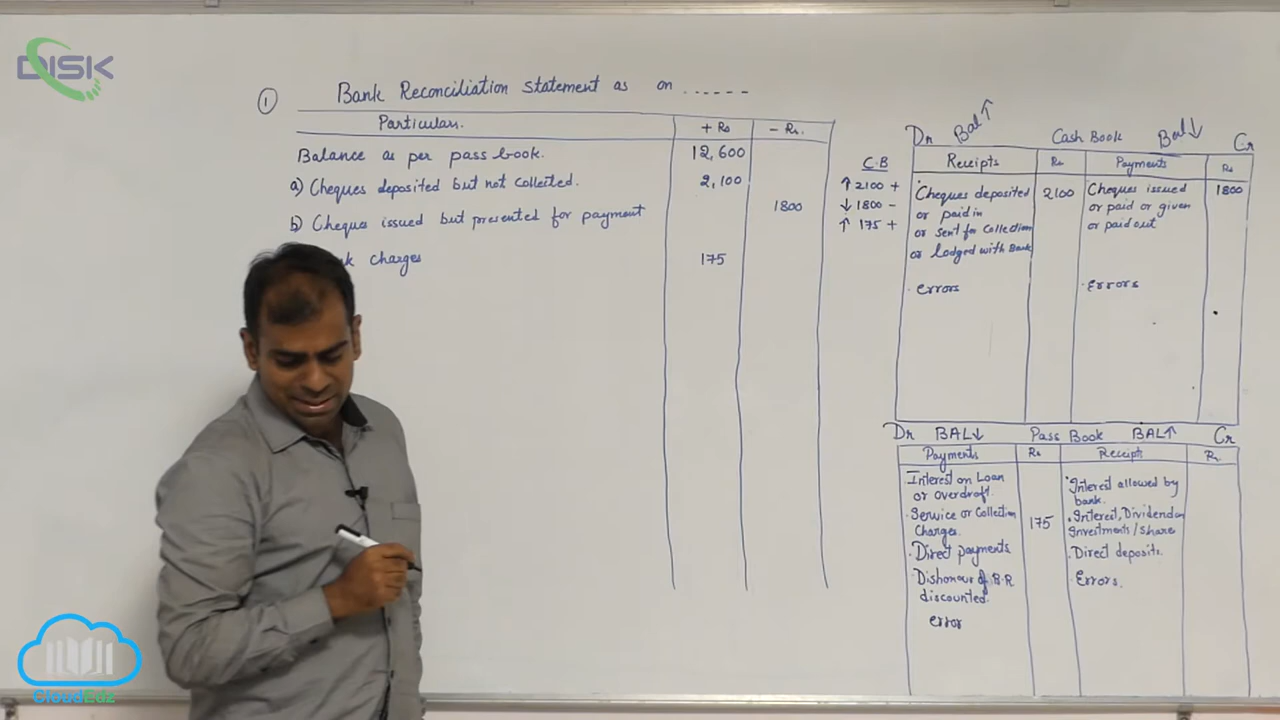 DISK
① Bank Reconciliation Statement as on ......
Particulars. + Rs - Rs.
Balance as per pass book. 12,600
a) Cheques deposited but not collected. 2,100
b) Cheque issued but presented for payment 1800
charges 175
C.B
↑ 2100 +
↓ 1800 -
↑ 175 +
Dr Bal↑ Cash Book Bal↓ Cr
Receipts Rs Payments Rs
Cheques deposited 2100 Cheques issued 1800
or paid in or paid or given
or sent for Collection or paid out
or Lodged with Bank
. errors . errors
Dr BAL↓ Pass Book BAL↑ Cr
Payments Rs Receipts Rs.
Interest on Loan
or overdraft.
. Service or Collection
Charges. 175
. Direct payments
. Dishonour of B.R
discounted.
error
. Interest allowed by
bank.
. Interest, Dividend on
Investments/share
. Direct deposits.
. Errors.
CloudEdz